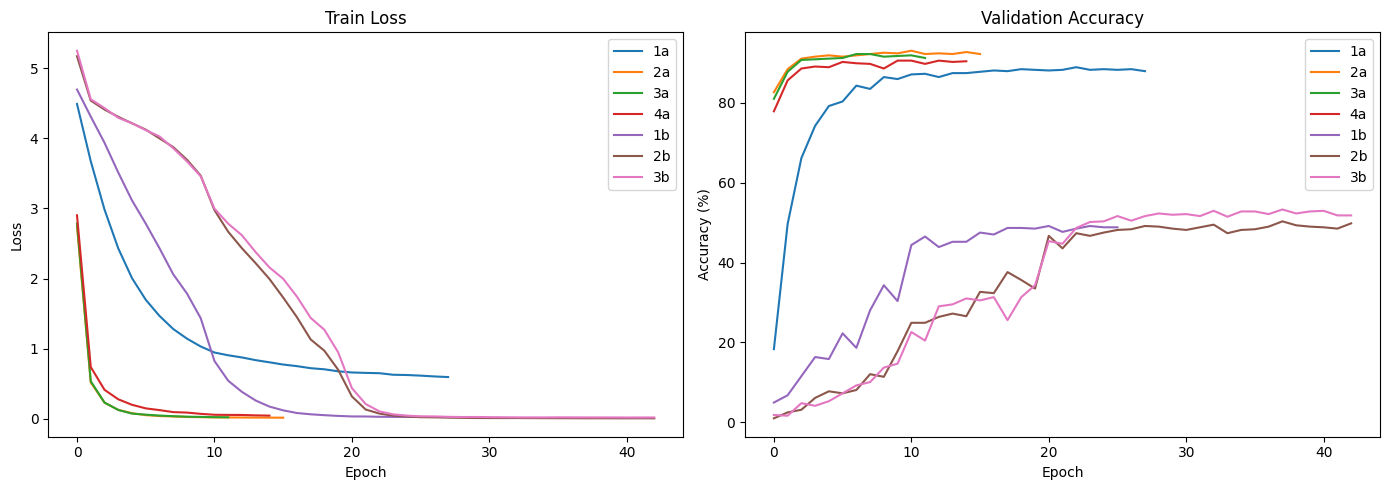 Train Loss
Loss
5
4
3
2
1
0
0
10
20
30
40
Epoch
1a
2a
3a
4a
1b
2b
3b
Validation Accuracy
Accuracy (%)
80
60
40
20
0
0
10
20
30
40
Epoch
1a
2a
3a
4a
1b
2b
3b